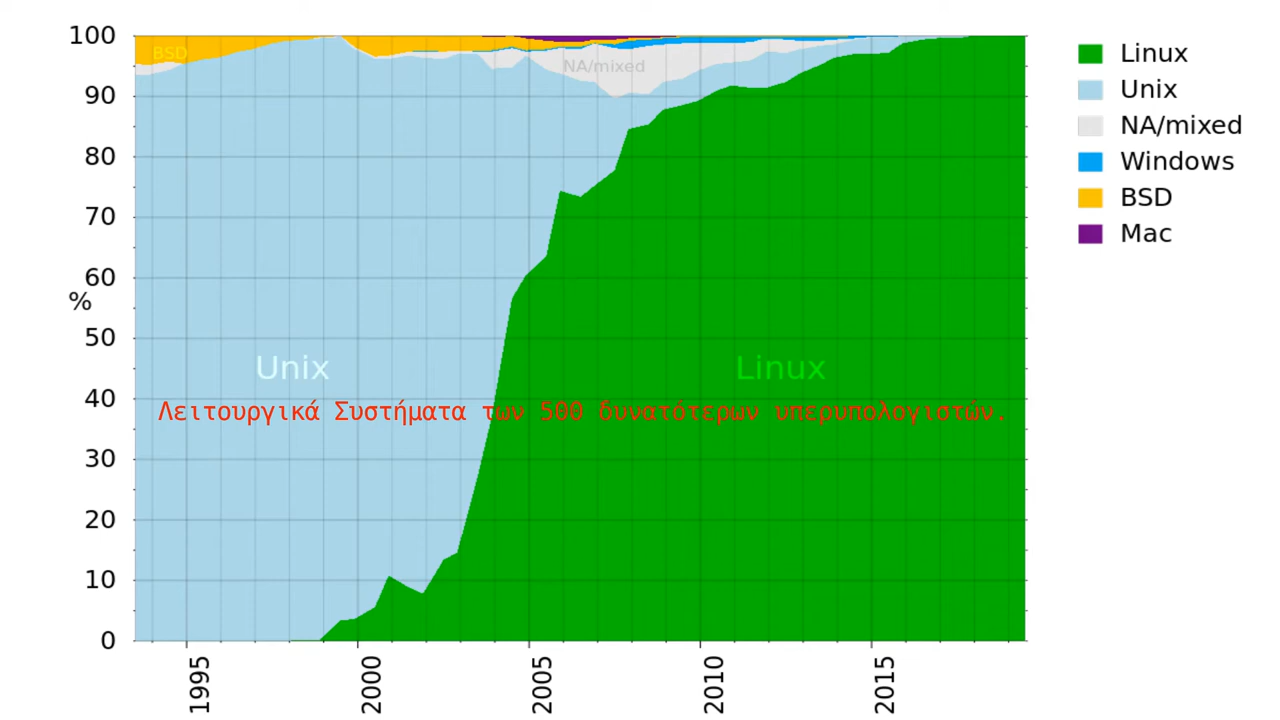 100
90
80
70
60
%
50
40
30
20
10
0
BSD
NA/mixed
Unix
Linux
Λειτουργικά Συστήματα των 500 δυνατότερων υπερυπολογιστών.
1995
2000
2005
2010
2015
Linux
Unix
NA/mixed
Windows
BSD
Mac